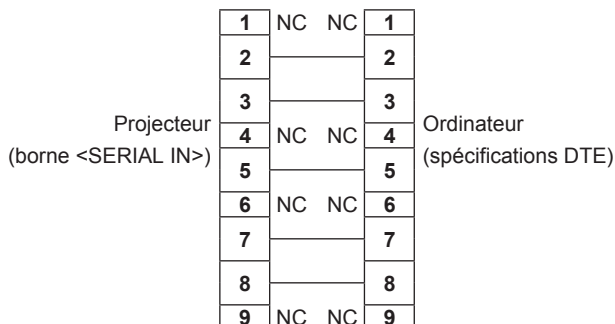 1 NC NC 1
2 2
3 3
Projecteur
(borne <SERIAL IN>)
4 NC NC 4
Ordinateur
(spécifications DTE)
5 5
6 NC NC 6
7 7
8 8
9 NC NC 9